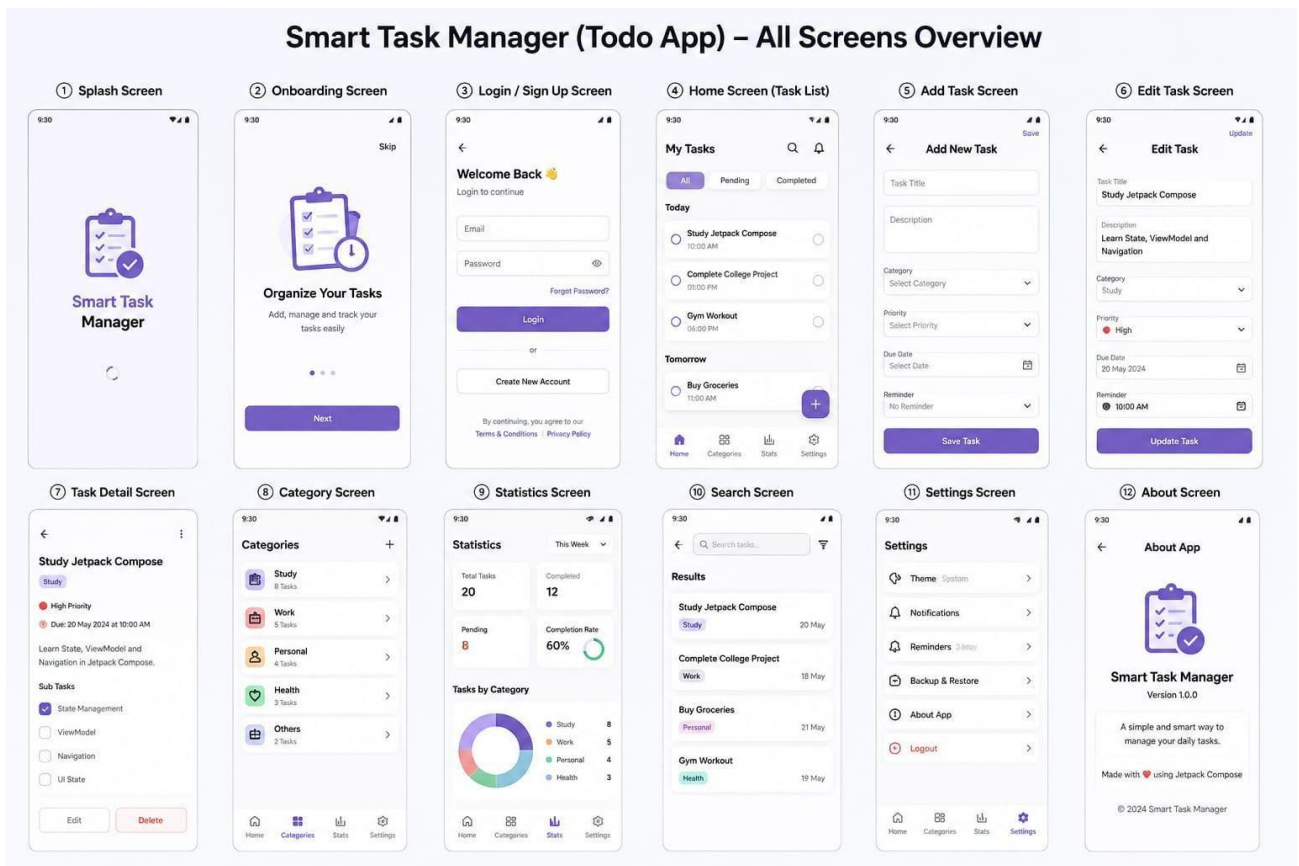 Smart Task Manager (Todo App) – All Screens Overview
1 Splash Screen
9:30
Smart Task
Manager
2 Onboarding Screen
9:30
Skip
Organize Your Tasks
Add, manage and track your
tasks easily
Next
3 Login / Sign Up Screen
9:30
Welcome Back 👋
Login to continue
Email
Password
Forgot Password?
Login
or
Create New Account
By continuing, you agree to our
Terms & Conditions | Privacy Policy
4 Home Screen (Task List)
9:30
My Tasks
All Pending Completed
Today
Study Jetpack Compose
10:00 AM
Complete College Project
01:00 PM
Gym Workout
06:00 PM
Tomorrow
Buy Groceries
11:00 AM
Home Categories Stats Settings
5 Add Task Screen
9:30
Save
Add New Task
Task Title
Description
Category
Select Category
Priority
Select Priority
Due Date
Select Date
Reminder
No Reminder
Save Task
6 Edit Task Screen
9:30
Update
Edit Task
Task Title
Study Jetpack Compose
Description
Learn State, ViewModel and
Navigation
Category
Study
Priority
High
Due Date
20 May 2024
Reminder
10:00 AM
Update Task
7 Task Detail Screen
Study Jetpack Compose
Study
High Priority
Due: 20 May 2024 at 10:00 AM
Learn State, ViewModel and
Navigation in Jetpack Compose.
Sub Tasks
State Management
ViewModel
Navigation
UI State
Edit Delete
8 Category Screen
9:30
Categories
Study
8 Tasks
Work
5 Tasks
Personal
4 Tasks
Health
3 Tasks
Others
2 Tasks
Home Categories Stats Settings
9 Statistics Screen
9:30
Statistics This Week
Total Tasks
20
Completed
12
Pending
8
Completion Rate
60%
Tasks by Category
Study 8
Work 5
Personal 4
Health 3
Home Categories Stats Settings
10 Search Screen
9:30
Search tasks...
Results
Study Jetpack Compose
Study 20 May
Complete College Project
Work 18 May
Buy Groceries
Personal 21 May
Gym Workout
Health 19 May
11 Settings Screen
9:30
Settings
Theme
Notifications
Reminders
Backup & Restore
About App
Logout
Home Categories Stats Settings
12 About Screen
9:30
About App
Smart Task Manager
Version 1.0.0
A simple and smart way to
manage your daily tasks.
Made with ❤️ using Jetpack Compose
© 2024 Smart Task Manager